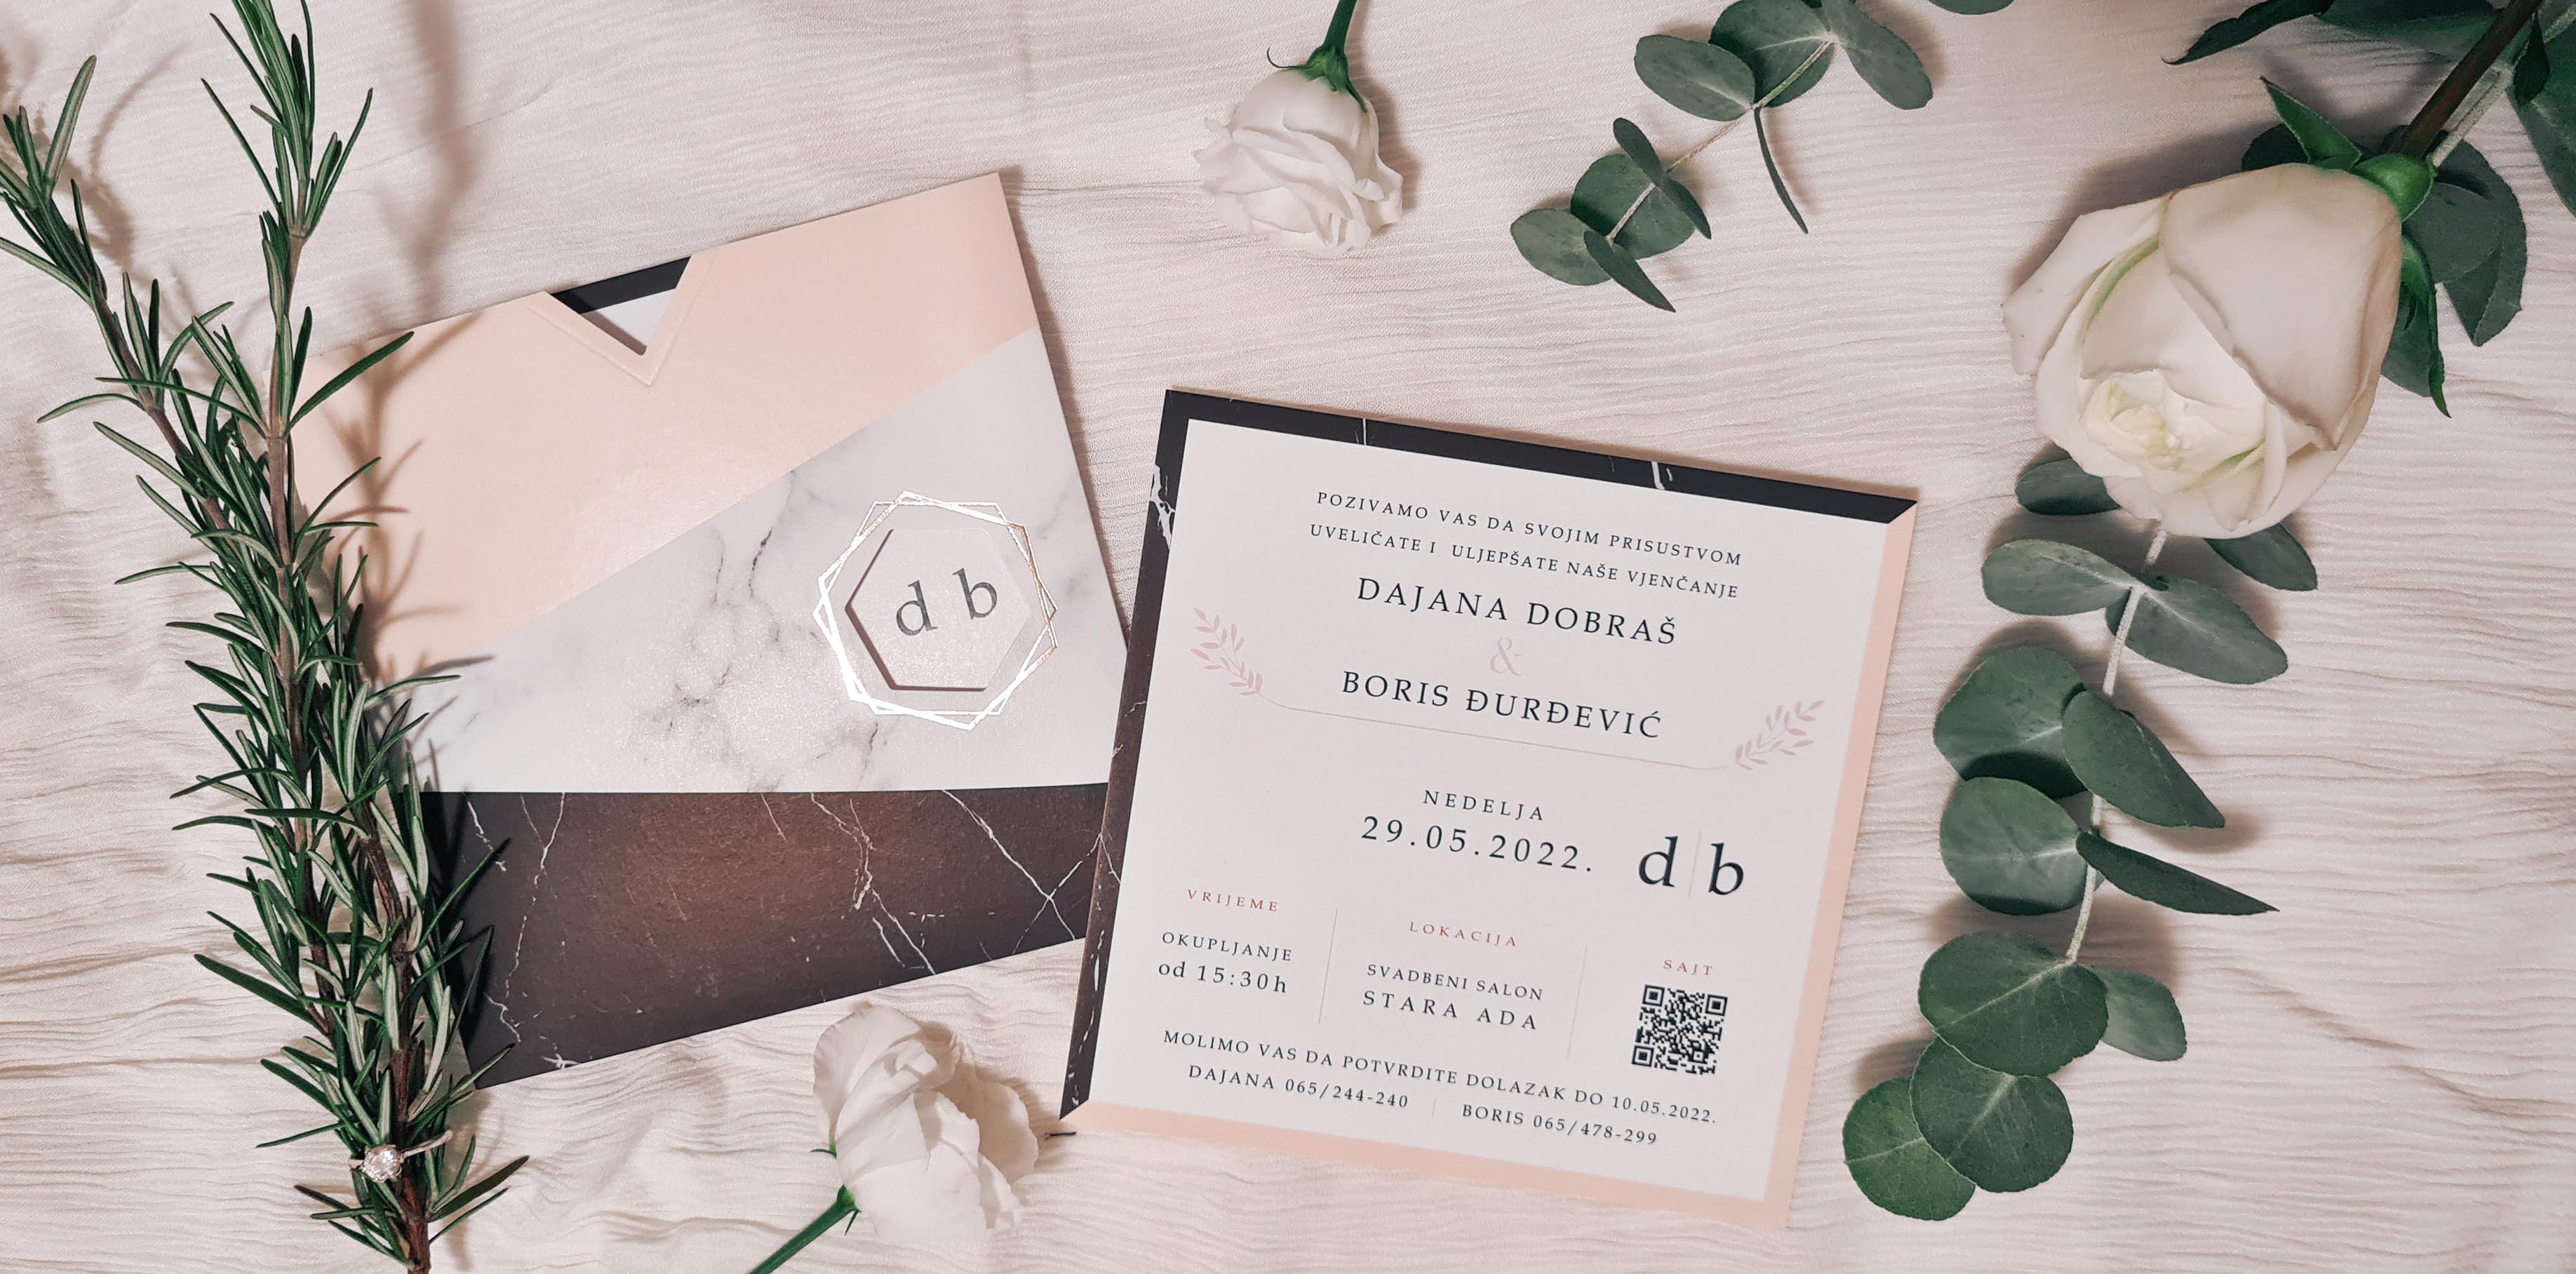 d b
POZIVAMO VAS DA SVOJIM PRISUSTVOM
UVELIČATE I ULJEPŠATE NAŠE VJENČANJE
DAJANA DOBRAŠ
&
BORIS ĐURĐEVIĆ
NEDELJA
29.05.2022.
d b
VRIJEME
OKUPLJANJE
od 15:30h
LOKACIJA
SVADBENI SALON
STARA ADA
SAJT
MOLIMO VAS DA POTVRDITE DOLAZAK DO 10.05.2022.
DAJANA 065/244-240 BORIS 065/478-299